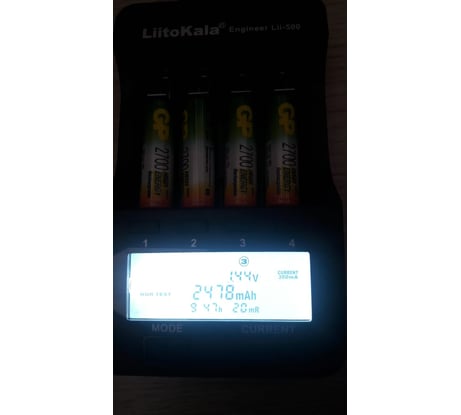 LiitoKala® Engineer Lii-500
GP 2700
GP 2700
GP 2700
GP 2700
1 2 3 4
3
1.44V
CURRENT
NOR TEST
2478mAh
9 47h 20mR
MODE CURRENT